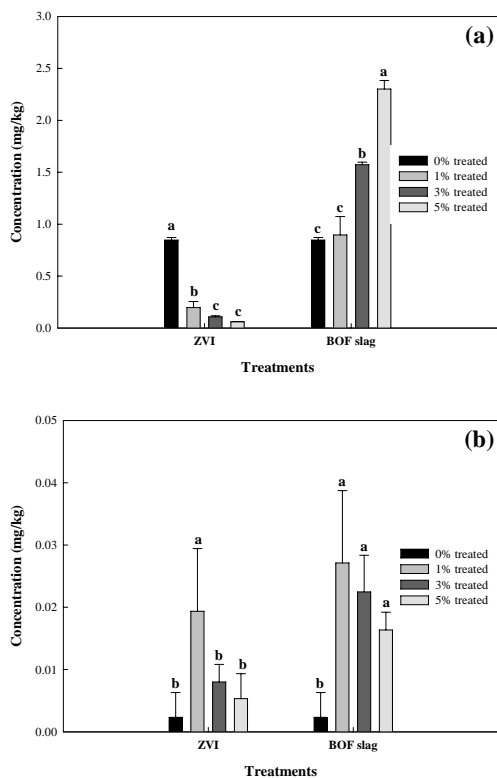 (a)
3.0
2.5
2.0
1.5
1.0
0.5
0.0
Concentration (mg/kg)
a
b
c
c
c
c
b
a
0% treated
1% treated
3% treated
5% treated
ZVI
BOF slag
Treatments
(b)
0.05
0.04
0.03
0.02
0.01
0.00
Concentration (mg/kg)
b
a
b
b
b
a
a
a
0% treated
1% treated
3% treated
5% treated
ZVI
BOF slag
Treatments